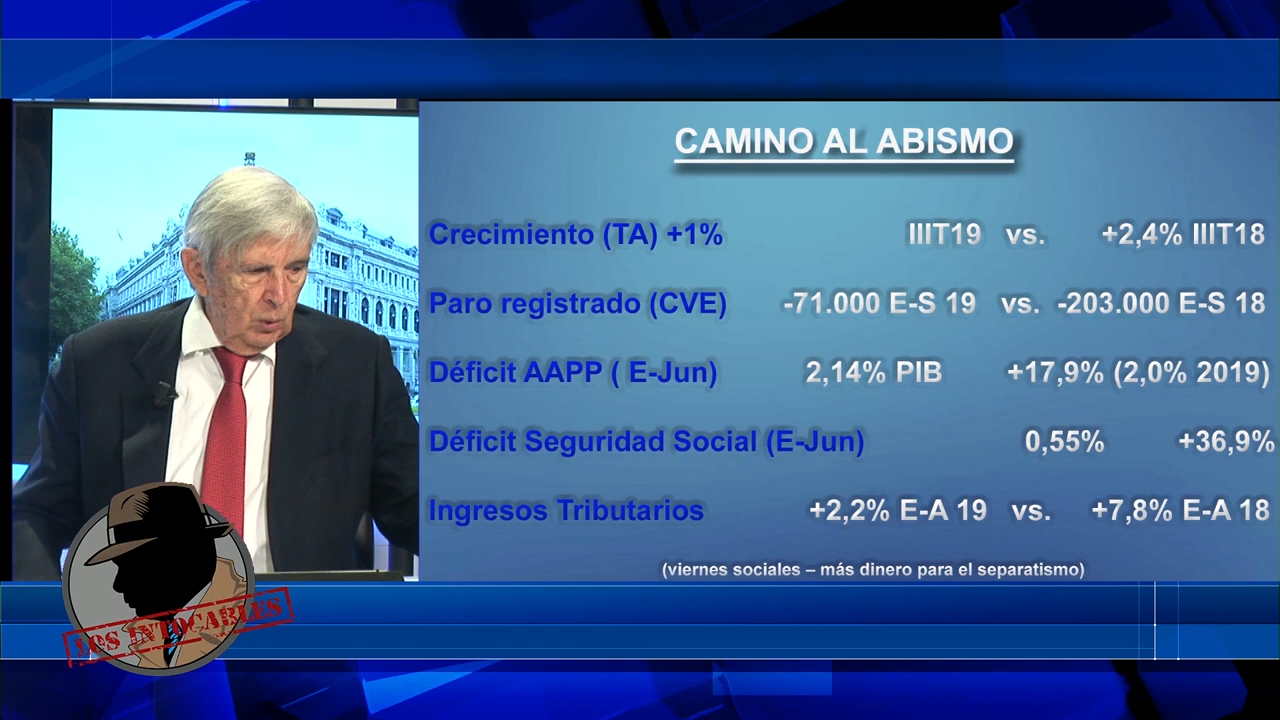 CAMINO AL ABISMO
Crecimiento (TA) +1% IIIT19 vs. +2,4% IIIT18
Paro registrado (CVE) -71.000 E-S 19 vs. -203.000 E-S 18
Déficit AAPP ( E-Jun) 2,14% PIB +17,9% (2,0% 2019)
Déficit Seguridad Social (E-Jun) 0,55% +36,9%
Ingresos Tributarios +2,2% E-A 19 vs. +7,8% E-A 18
(viernes sociales – más dinero para el separatismo)
LOS INTOCABLES